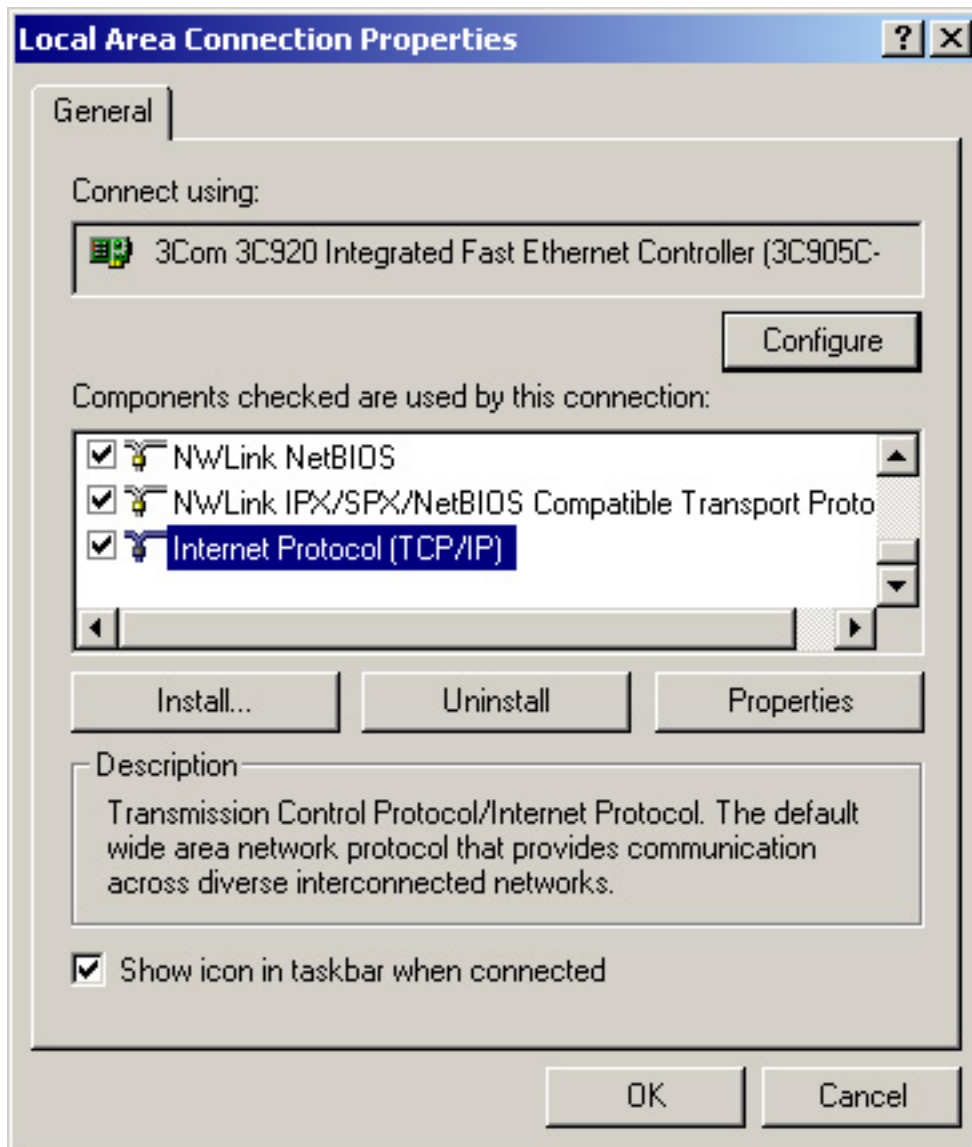 Local Area Connection Properties
General
Connect using:
3Com 3C920 Integrated Fast Ethernet Controller (3C905C-
Configure
Components checked are used by this connection:
NWLink NetBIOS
NWLink IPX/SPX/NetBIOS Compatible Transport Proto
Internet Protocol (TCP/IP)
Install... Uninstall Properties
Description
Transmission Control Protocol/Internet Protocol. The default
wide area network protocol that provides communication
across diverse interconnected networks.
Show icon in taskbar when connected
OK Cancel